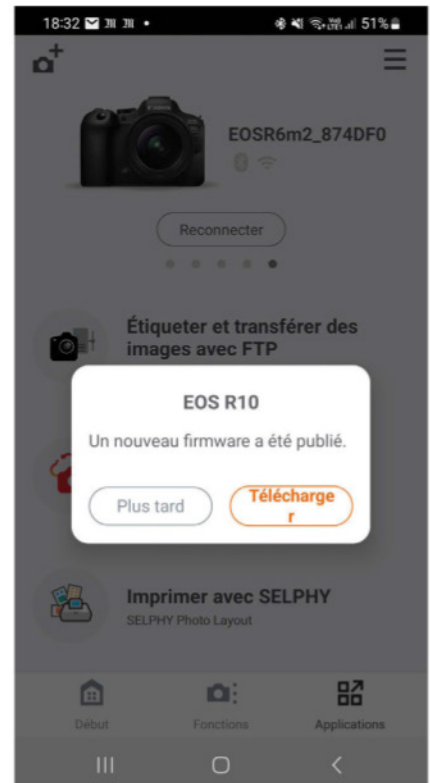 18:32
51%
EOSR6m2_874DF0
Reconnecter
Étiqueter et transférer des
images avec FTP
EOS R10
Un nouveau firmware a été publié.
Plus tard
Télécharge
r
Imprimer avec SELPHY
SELPHY Photo Layout
Début
Fonctions
Applications